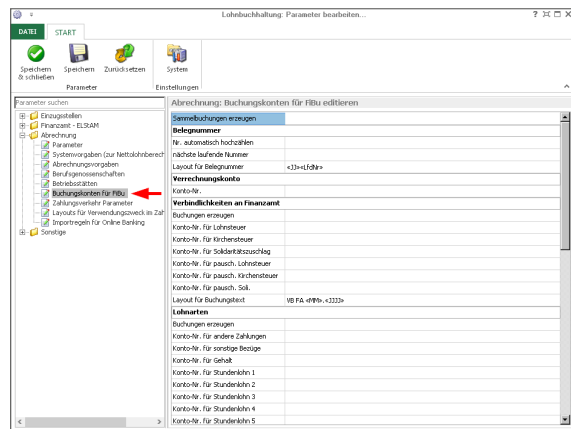 Lohnbuchhaltung: Parameter bearbeiten...
DATEI START
Speichern & schließen
Speichern
Zurücksetzen
System
Parameter
Einstellungen
Parameter suchen
Einzugsstellen
Finanzamt - ELStAM
Abrechnung
Parameter
Systemvorgaben (zur Nettolohnberech
Abrechnungsvorgaben
Berufsgenossenschaften
Betriebsstätten
Buchungskonten für FiBu
Zahlungsverkehr Parameter
Layouts für Verwendungszweck im Zah
Importregeln für Online Banking
Sonstige
Abrechnung: Buchungskonten für FiBu editieren
Sammelbuchungen erzeugen
Belegnummer
Nr. automatisch hochzählen
nächste laufende Nummer
Layout für Belegnummer <JJ><LfdNr>
Verrechnungskonto
Konto-Nr.
Verbindlichkeiten an Finanzamt
Buchungen erzeugen
Konto-Nr. für Lohnsteuer
Konto-Nr. für Kirchensteuer
Konto-Nr. für Solidaritätszuschlag
Konto-Nr. für pausch. Lohnsteuer
Konto-Nr. für pausch. Kirchensteuer
Konto-Nr. für pausch. Soli.
Layout für Buchungstext VB FA <MM>.<JJJJ>
Lohnarten
Buchungen erzeugen
Konto-Nr. für andere Zahlungen
Konto-Nr. für sonstige Bezüge
Konto-Nr. für Gehalt
Konto-Nr. für Stundenlohn 1
Konto-Nr. für Stundenlohn 2
Konto-Nr. für Stundenlohn 3
Konto-Nr. für Stundenlohn 4
Konto-Nr. für Stundenlohn 5